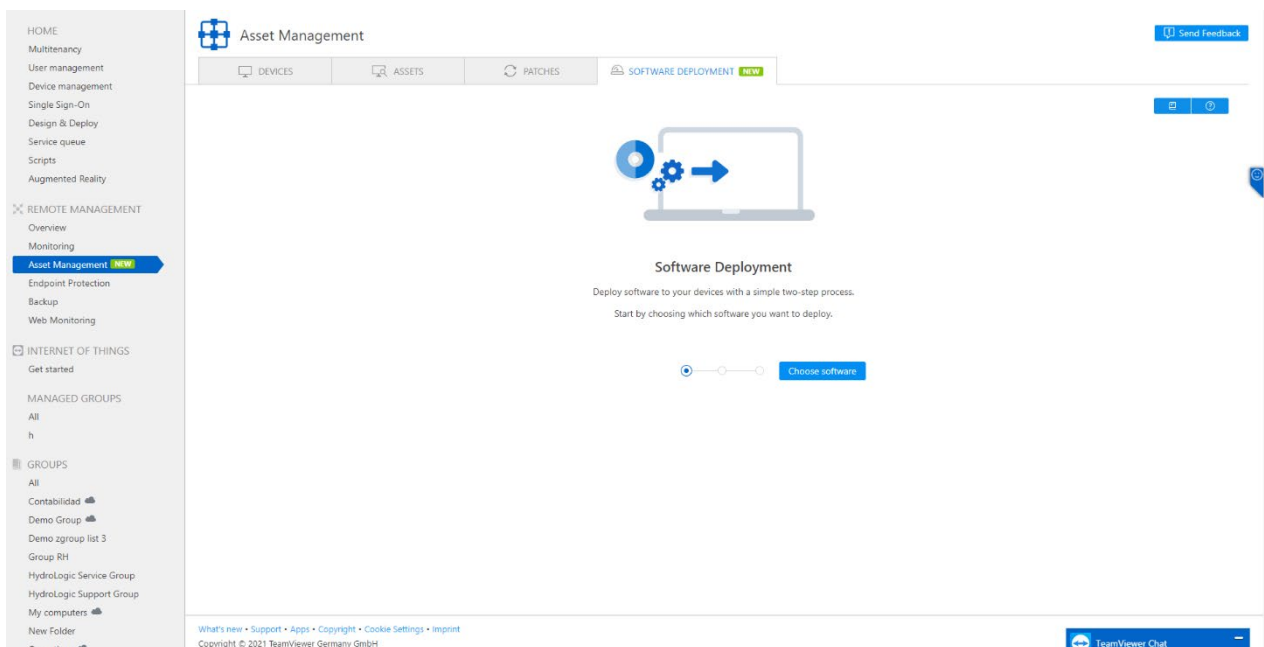 HOME
Multitenancy
User management
Device management
Single Sign-On
Design & Deploy
Service queue
Scripts
Augmented Reality
REMOTE MANAGEMENT
Overview
Monitoring
Asset Management NEW
Endpoint Protection
Backup
Web Monitoring
INTERNET OF THINGS
Get started
MANAGED GROUPS
All
h
GROUPS
All
Contabilidad
Demo Group
Demo zgroup list 3
Group RH
HydroLogic Service Group
HydroLogic Support Group
My computers
New Folder
Asset Management
Send Feedback
DEVICES
ASSETS
PATCHES
SOFTWARE DEPLOYMENT NEW
Software Deployment
Deploy software to your devices with a simple two-step process.
Start by choosing which software you want to deploy.
Choose software
What's new • Support • Apps • Copyright • Cookie Settings • Imprint
Copyright © 2021 TeamViewer Germany GmbH
TeamViewer Chat